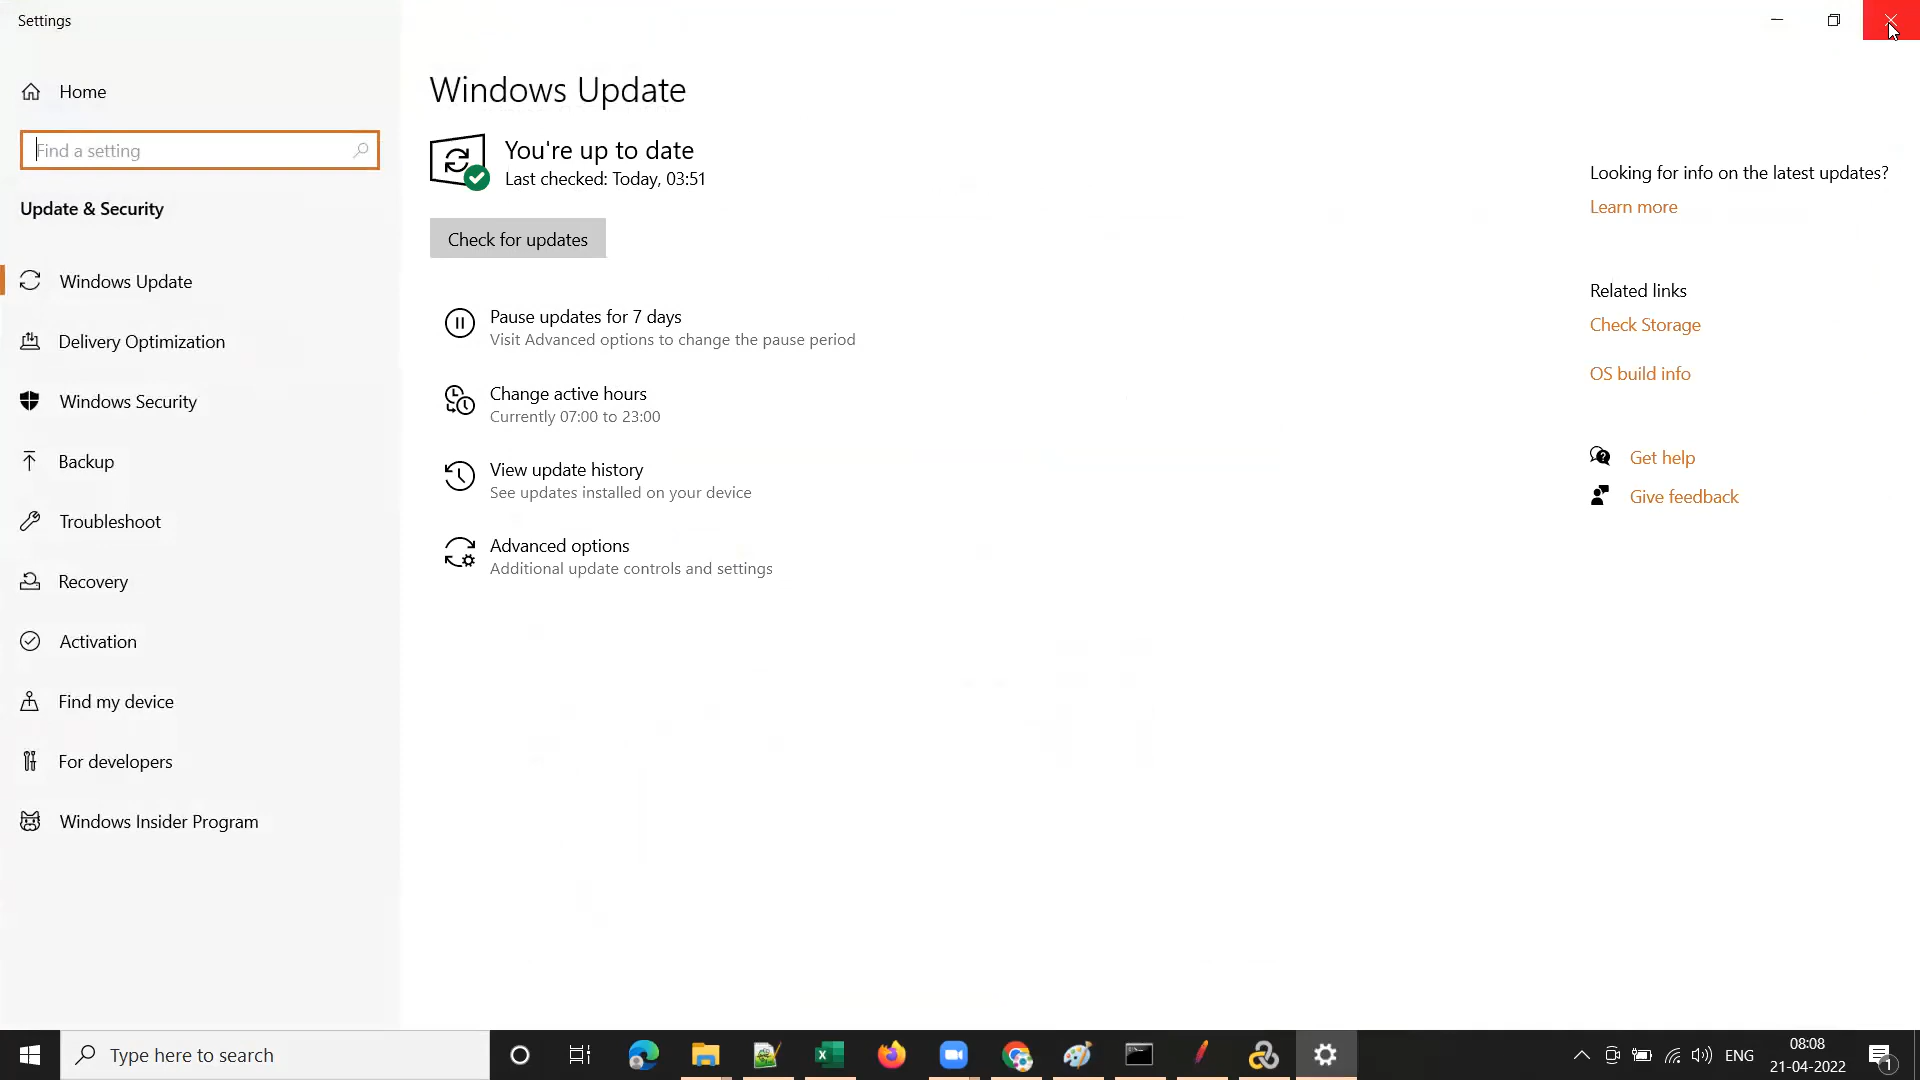 Settings
Home
Find a setting
Update & Security
Windows Update
Delivery Optimization
Windows Security
Backup
Troubleshoot
Recovery
Activation
Find my device
For developers
Windows Insider Program
Windows Update
You're up to date
Last checked: Today, 03:51
Check for updates
Pause updates for 7 days
Visit Advanced options to change the pause period
Change active hours
Currently 07:00 to 23:00
View update history
See updates installed on your device
Advanced options
Additional update controls and settings
Looking for info on the latest updates?
Learn more
Related links
Check Storage
OS build info
Get help
Give feedback
Type here to search
ENG
08:08
21-04-2022
1